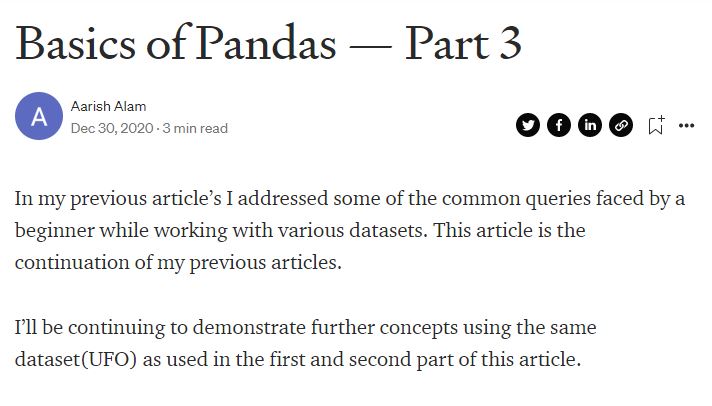 Basics of Pandas — Part 3
A
Aarish Alam
Dec 30, 2020 · 3 min read
In my previous article’s I addressed some of the common queries faced by a
beginner while working with various datasets. This article is the
continuation of my previous articles.
I’ll be continuing to demonstrate further concepts using the same
dataset(UFO) as used in the first and second part of this article.